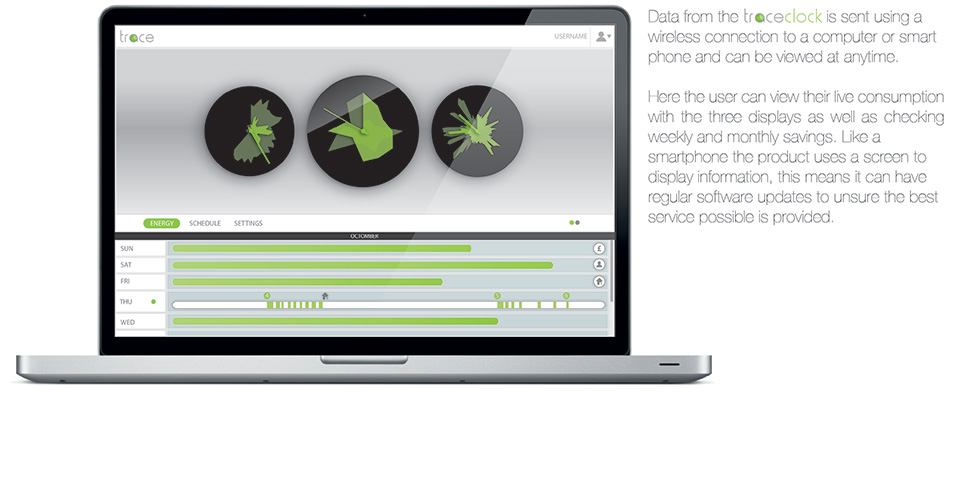 trace
USERNAME
ENERGY SCHEDULE SETTINGS
OCTOMBER
SUN £
SAT
FRI
THU 4 5
WED
Data from the traceclock is sent using a
wireless connection to a computer or smart
phone and can be viewed at anytime.
Here the user can view their live consumption
with the three displays as well as checking
weekly and monthly savings. Like a
smartphone the product uses a screen to
display information, this means it can have
regular software updates to unsure the best
service possible is provided.